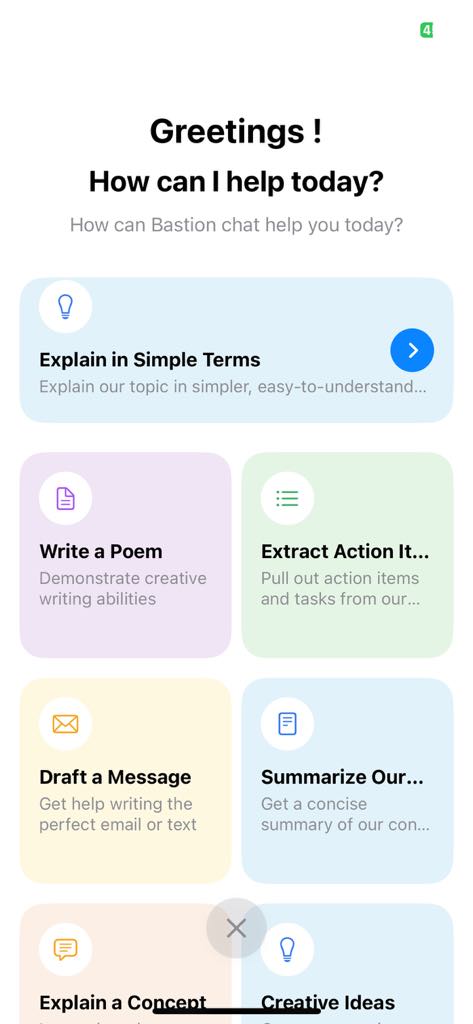 4
Greetings !
How can I help today?
How can Bastion chat help you today?
Explain in Simple Terms
Explain our topic in simpler, easy-to-understand...
Write a Poem
Demonstrate creative
writing abilities
Extract Action It...
Pull out action items
and tasks from our...
Draft a Message
Get help writing the
perfect email or text
Summarize Our...
Get a concise
summary of our con...
Explain a Concept
Creative Ideas